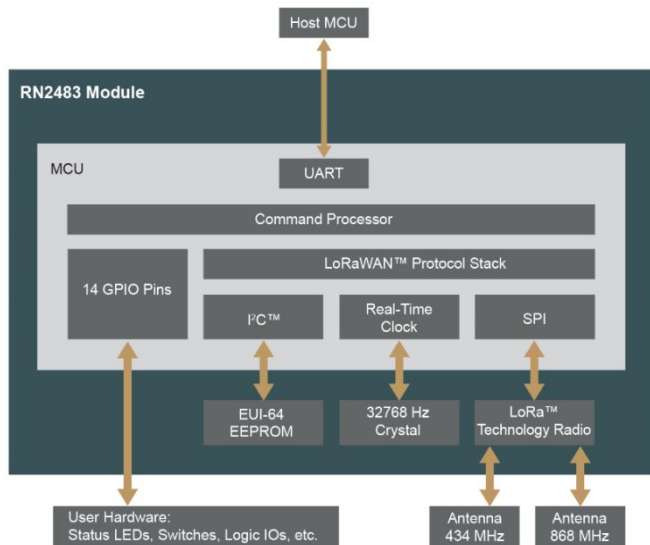 Host MCU
RN2483 Module
MCU
UART
Command Processor
LoRaWAN™ Protocol Stack
14 GPIO Pins
I²C™
Real-Time
Clock
SPI
EUI-64
EEPROM
32768 Hz
Crystal
LoRa™
Technology Radio
User Hardware:
Status LEDs, Switches, Logic IOs, etc.
Antenna
434 MHz
Antenna
868 MHz